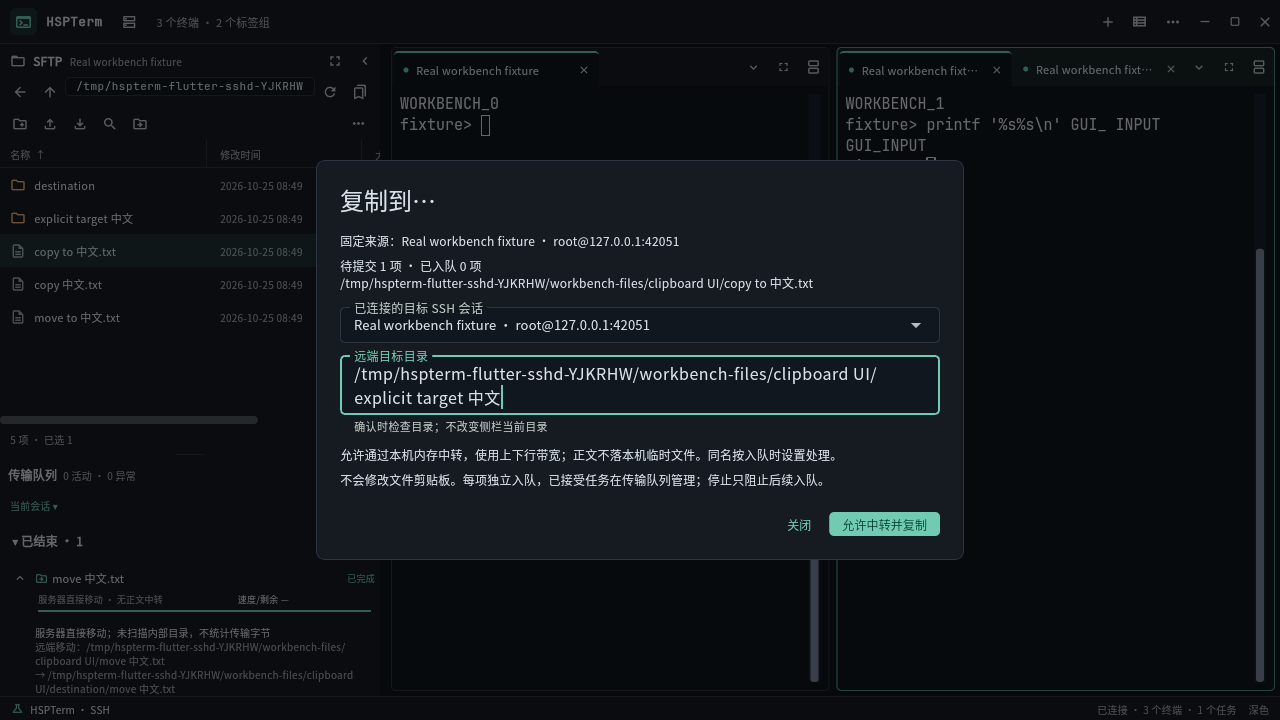 HSPTerm
3 个终端 · 2 个标签组
SFTP Real workbench fixture
/tmp/hspterm-flutter-sshd-YJKRHW
名称 ↑ 修改时间
destination 2026-10-25 08:49
explicit target 中文 2026-10-25 08:49
copy to 中文.txt 2026-10-25 08:49
copy 中文.txt 2026-10-25 08:49
move to 中文.txt 2026-10-25 08:49
5 项 · 已选 1
传输队列 0 活动 · 0 异常
当前会话 ▾
▾ 已结束 · 1
move 中文.txt 已完成
服务器直接移动 · 无正文中转 速度/剩余 —
服务器直接移动；未扫描内部目录，不统计传输字节
远端移动：/tmp/hspterm-flutter-sshd-YJKRHW/workbench-files/
clipboard UI/move 中文.txt
→ /tmp/hspterm-flutter-sshd-YJKRHW/workbench-files/clipboard
UI/destination/move 中文.txt
Real workbench fixture
WORKBENCH_0
fixture>
Real workbench fixt···
Real workbench fixt···
WORKBENCH_1
fixture> printf '%s%s\n' GUI_ INPUT
GUI_INPUT
复制到···
固定来源：Real workbench fixture · root@127.0.0.1:42051
待提交 1 项 · 已入队 0 项
/tmp/hspterm-flutter-sshd-YJKRHW/workbench-files/clipboard UI/copy to 中文.txt
已连接的目标 SSH 会话
Real workbench fixture · root@127.0.0.1:42051
远端目标目录
/tmp/hspterm-flutter-sshd-YJKRHW/workbench-files/clipboard UI/
explicit target 中文
确认时检查目录；不改变侧栏当前目录
允许通过本机内存中转，使用上下行带宽；正文不落本机临时文件。同名按入队时设置处理。
不会修改文件剪贴板。每项独立入队，已接受任务在传输队列管理；停止只阻止后续入队。
关闭 允许中转并复制
HSPTerm · SSH
已连接 · 3 个终端 · 1 个任务 深色